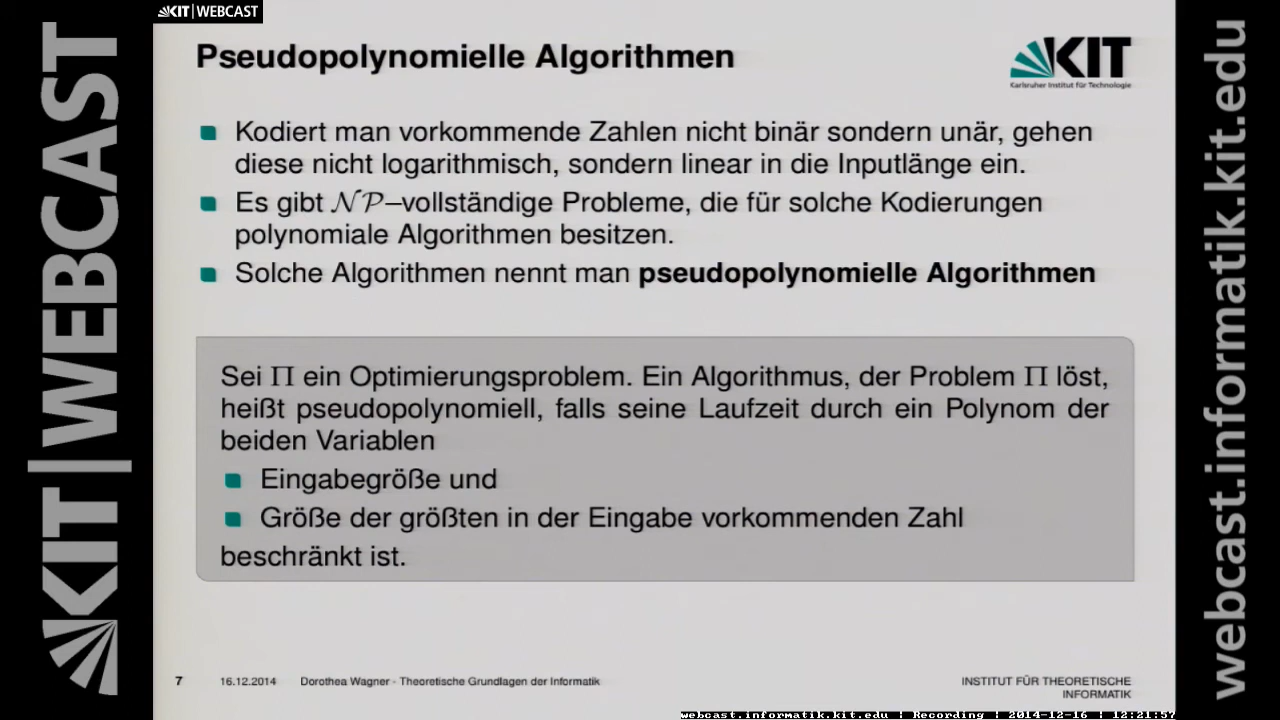 KIT | WEBCAST
KIT | WEBCAST
Pseudopolynomielle Algorithmen
KIT
Karlsruher Institut für Technologie
Kodiert man vorkommende Zahlen nicht binär sondern unär, gehen
diese nicht logarithmisch, sondern linear in die Inputlänge ein.
Es gibt NP–vollständige Probleme, die für solche Kodierungen
polynomiale Algorithmen besitzen.
Solche Algorithmen nennt man pseudopolynomielle Algorithmen
Sei Π ein Optimierungsproblem. Ein Algorithmus, der Problem Π löst,
heißt pseudopolynomiell, falls seine Laufzeit durch ein Polynom der
beiden Variablen
Eingabegröße und
Größe der größten in der Eingabe vorkommenden Zahl
beschränkt ist.
7 16.12.2014 Dorothea Wagner - Theoretische Grundlagen der Informatik
INSTITUT FÜR THEORETISCHE
INFORMATIK
webcast.informatik.kit.edu | Recording | 2014-12-16 | 12:21:57
webcast.informatik.kit.edu